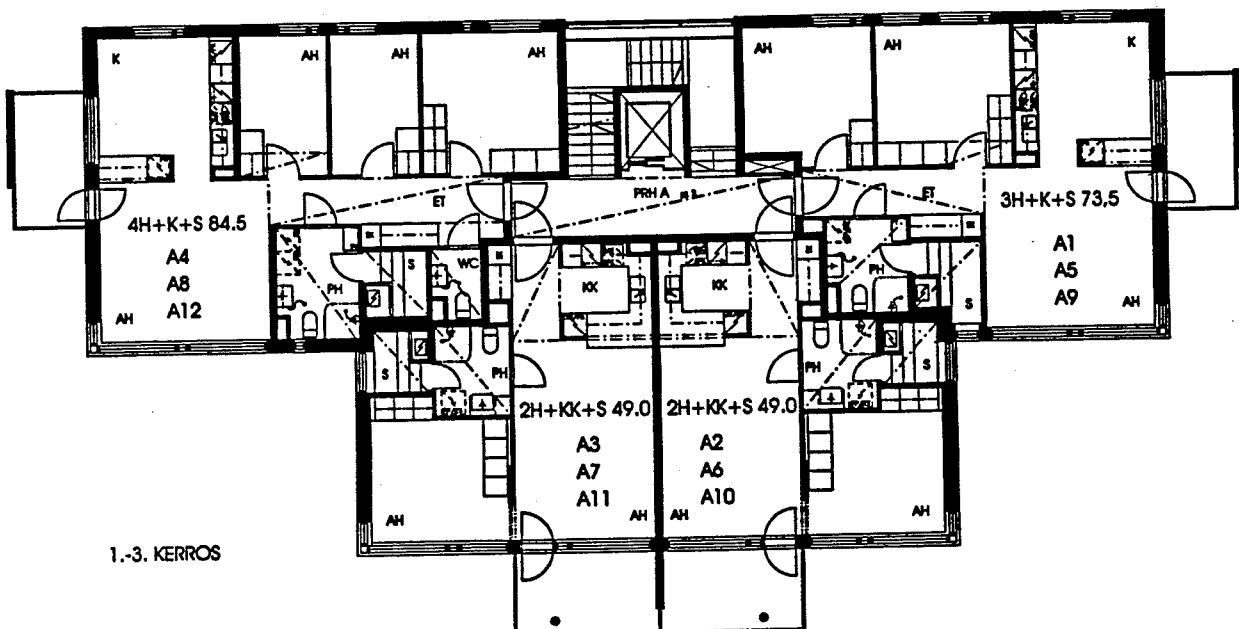 K
AH
AH
AH
AH
AH
K
ET
PRH A
ET
4H+K+S 84.5
A4
A8
A12
3H+K+S 73,5
A1
A5
A9
PH
S
WC
KK
KK
PH
S
AH
AH
S
PH
PH
S
2H+KK+S 49.0
A3
A7
A11
2H+KK+S 49.0
A2
A6
A10
AH
AH
AH
AH
1.-3. KERROS